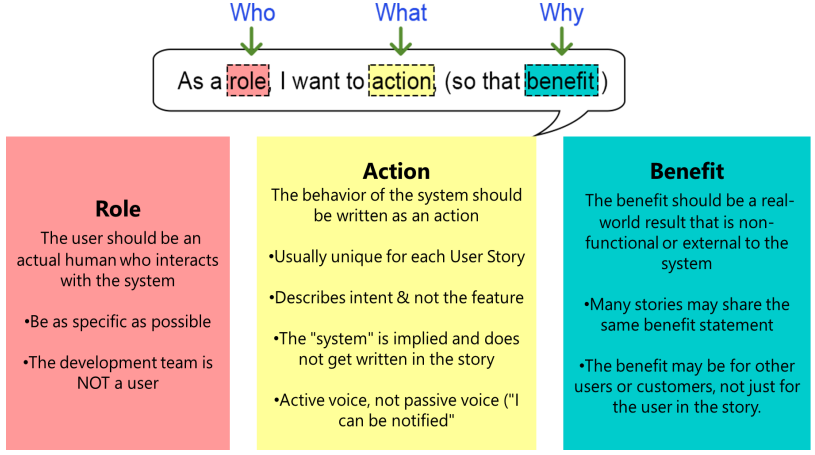 Who What Why
As a role, I want to action, (so that benefit)
Role
The user should be an
actual human who interacts
with the system
•Be as specific as possible
•The development team is
NOT a user
Action
The behavior of the system should
be written as an action
•Usually unique for each User Story
•Describes intent & not the feature
•The "system" is implied and does
not get written in the story
•Active voice, not passive voice ("I
can be notified"
Benefit
The benefit should be a real-
world result that is non-
functional or external to the
system
•Many stories may share the
same benefit statement
•The benefit may be for other
users or customers, not just for
the user in the story.